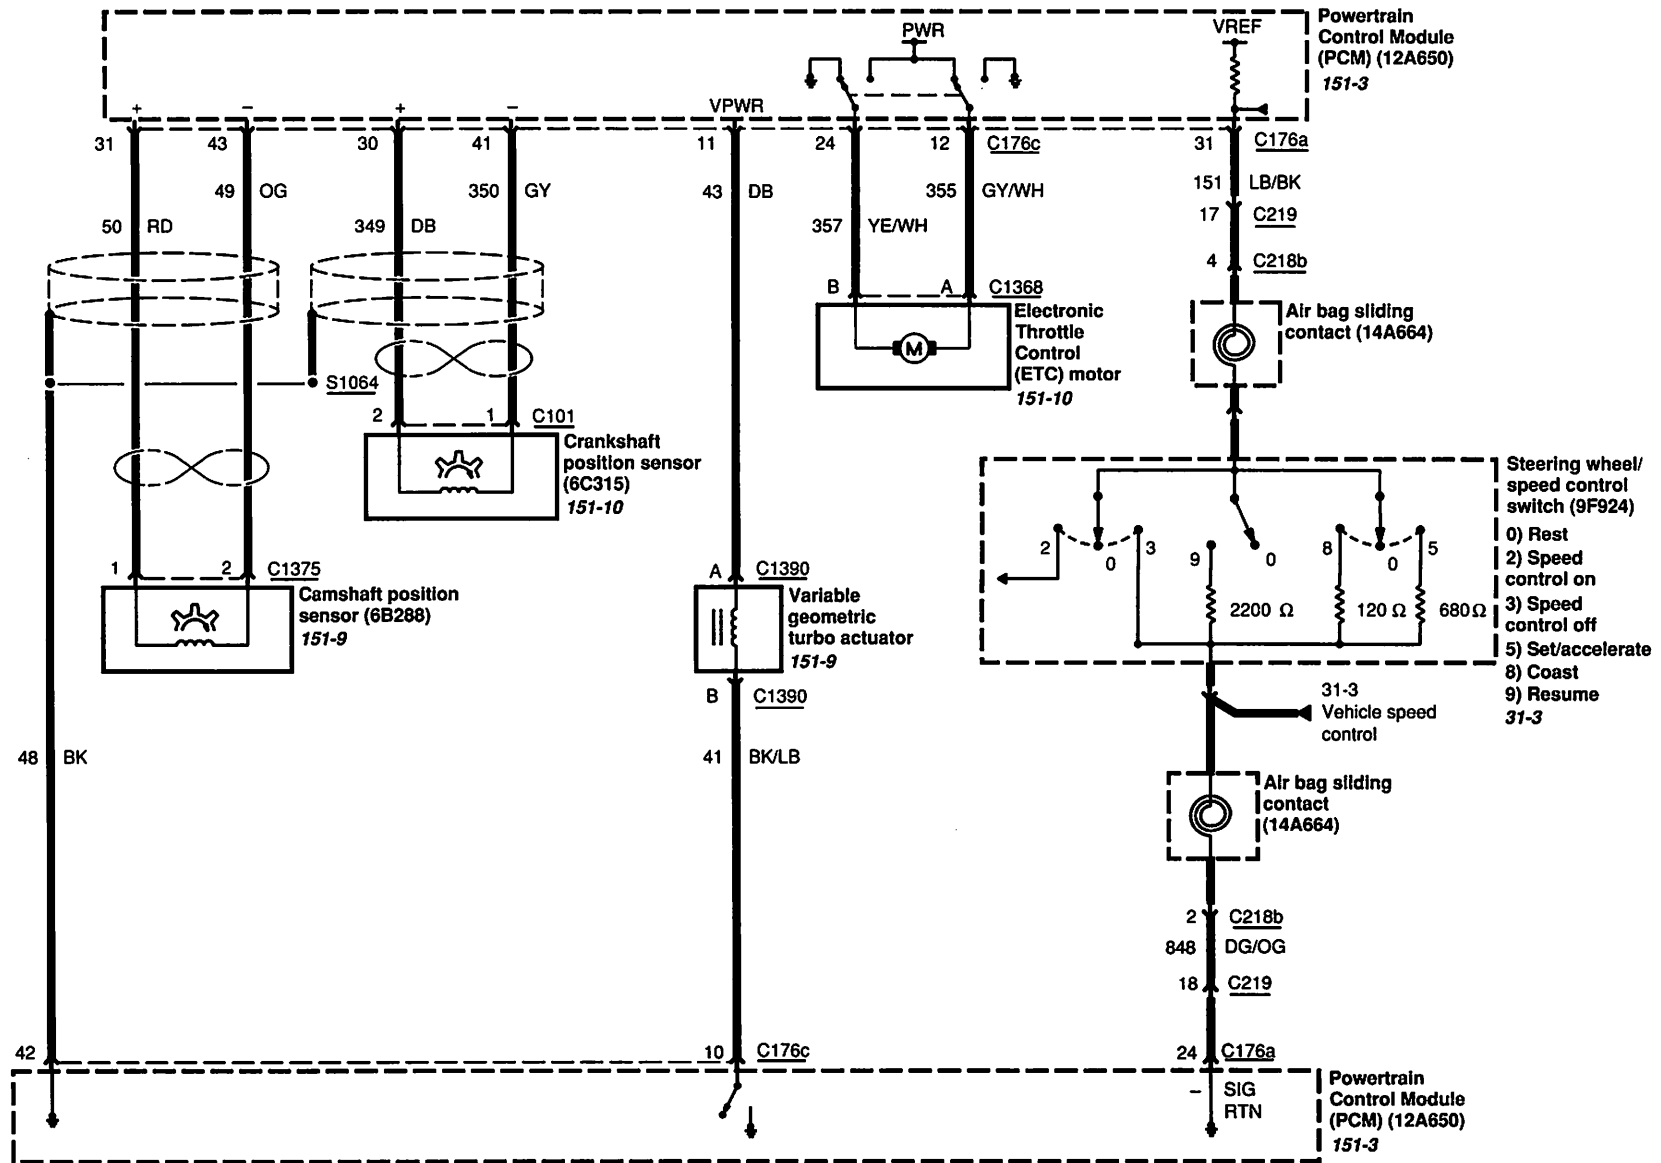 PWR
VREF
Powertrain
Control Module
(PCM) (12A650)
151-3
+
−
+
−
VPWR
31
43
30
41
11
24
12
C176c
31
C176a
49 OG
350 GY
43 DB
355 GY/WH
151 LB/BK
50 RD
349 DB
357 YE/WH
17 C219
4 C218b
B
A
C1368
Electronic
Throttle
Control
(ETC) motor
151-10
M
Air bag sliding
contact (14A664)
S1064
2
1
C101
Crankshaft
position sensor
(6C315)
151-10
1
2
C1375
Camshaft position
sensor (6B288)
151-9
A
C1390
Variable
geometric
turbo actuator
151-9
B
C1390
Steering wheel/
speed control
switch (9F924)
0) Rest
2) Speed
control on
3) Speed
control off
5) Set/accelerate
8) Coast
9) Resume
31-3
2
0
3
9
0
8
0
5
2200 Ω
120 Ω
680 Ω
31-3
Vehicle speed
control
48 BK
41 BK/LB
Air bag sliding
contact
(14A664)
2 C218b
848 DG/OG
18 C219
42
10
C176c
24
C176a
− SIG
RTN
Powertrain
Control Module
(PCM) (12A650)
151-3